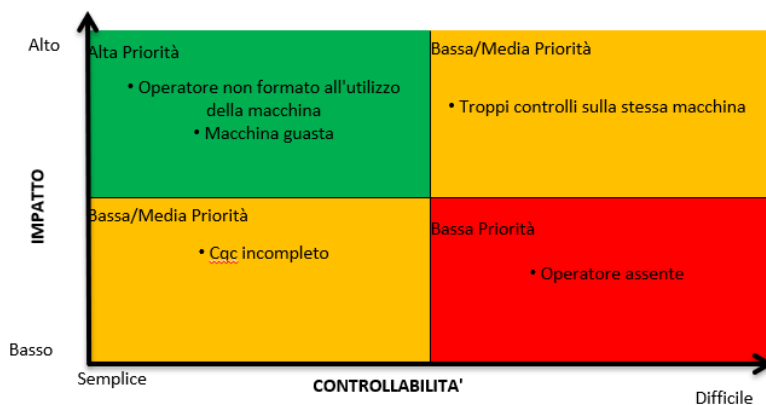 Alto
Alta Priorità
• Operatore non formato all'utilizzo
della macchina
• Macchina guasta
Bassa/Media Priorità
• Troppi controlli sulla stessa macchina
IMPATTO
Bassa/Media Priorità
• Cqc incompleto
Bassa Priorità
• Operatore assente
Basso
Semplice
CONTROLLABILITA'
Difficile